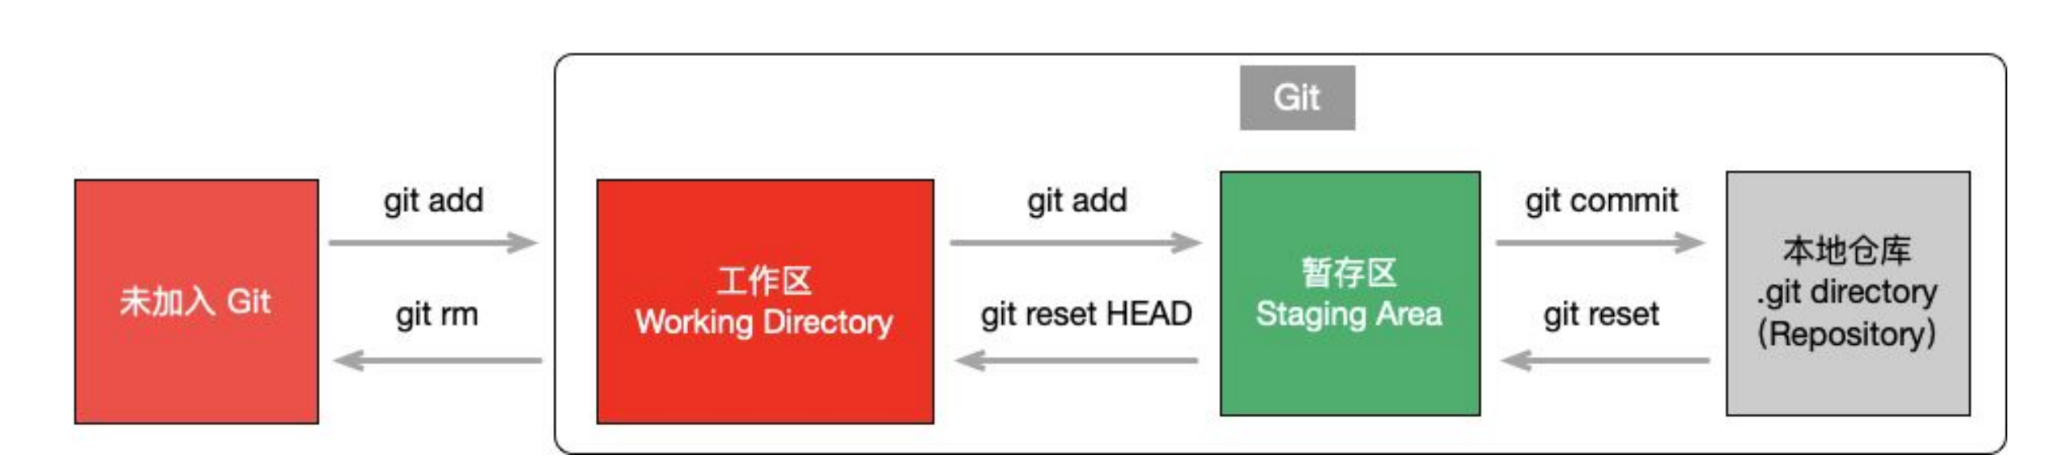 Git
git add
git rm
未加入 Git
工作区
Working Directory
git add
git reset HEAD
暂存区
Staging Area
git commit
git reset
本地仓库
.git directory
(Repository)